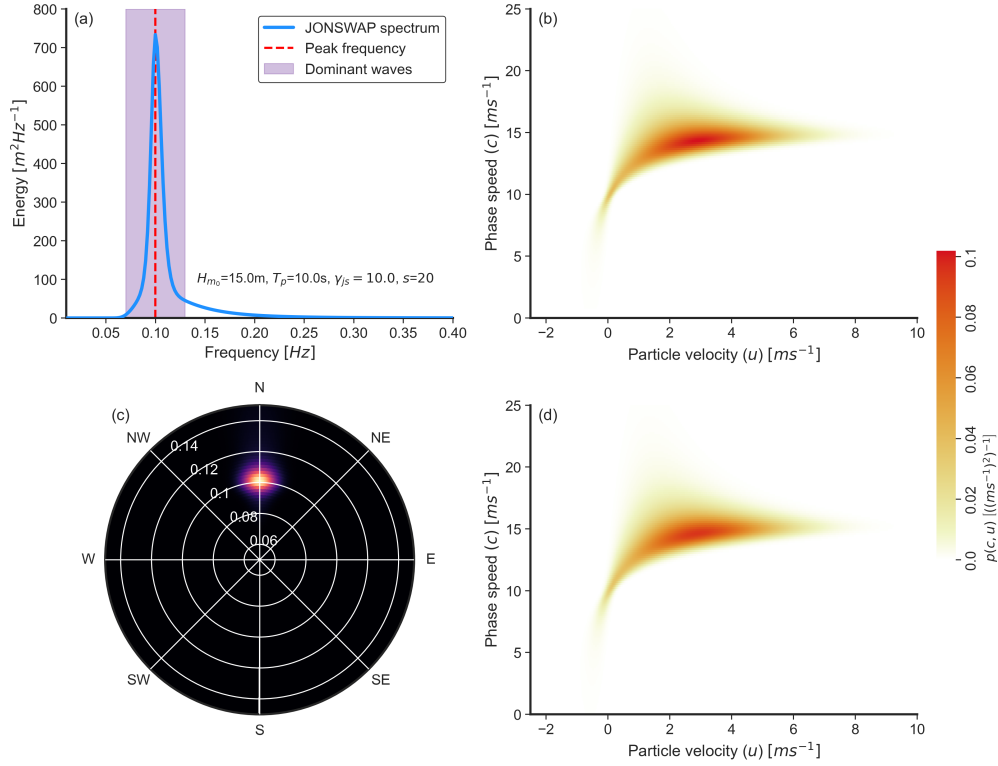 (a)
800
700
600
500
400
300
200
100
0
Energy [m²Hz⁻¹]
JONSWAP spectrum
Peak frequency
Dominant waves
Hₘ₀=15.0m, Tₚ=10.0s, γⱼₛ = 10.0, s=20
0.05 0.10 0.15 0.20 0.25 0.30 0.35 0.40
Frequency [Hz]
(b)
25
20
15
10
5
0
Phase speed (c) [ms⁻¹]
−2 0 2 4 6 8 10
Particle velocity (u) [ms⁻¹]
(c)
N
NW NE
0.14
0.12
0.1
0.08
0.06
W E
SW SE
S
(d)
25
20
15
10
5
0
Phase speed (c) [ms⁻¹]
−2 0 2 4 6 8 10
Particle velocity (u) [ms⁻¹]
0.1
0.08
0.06
0.04
0.02
0.0
p(c, u) [((ms⁻¹)²)⁻¹]